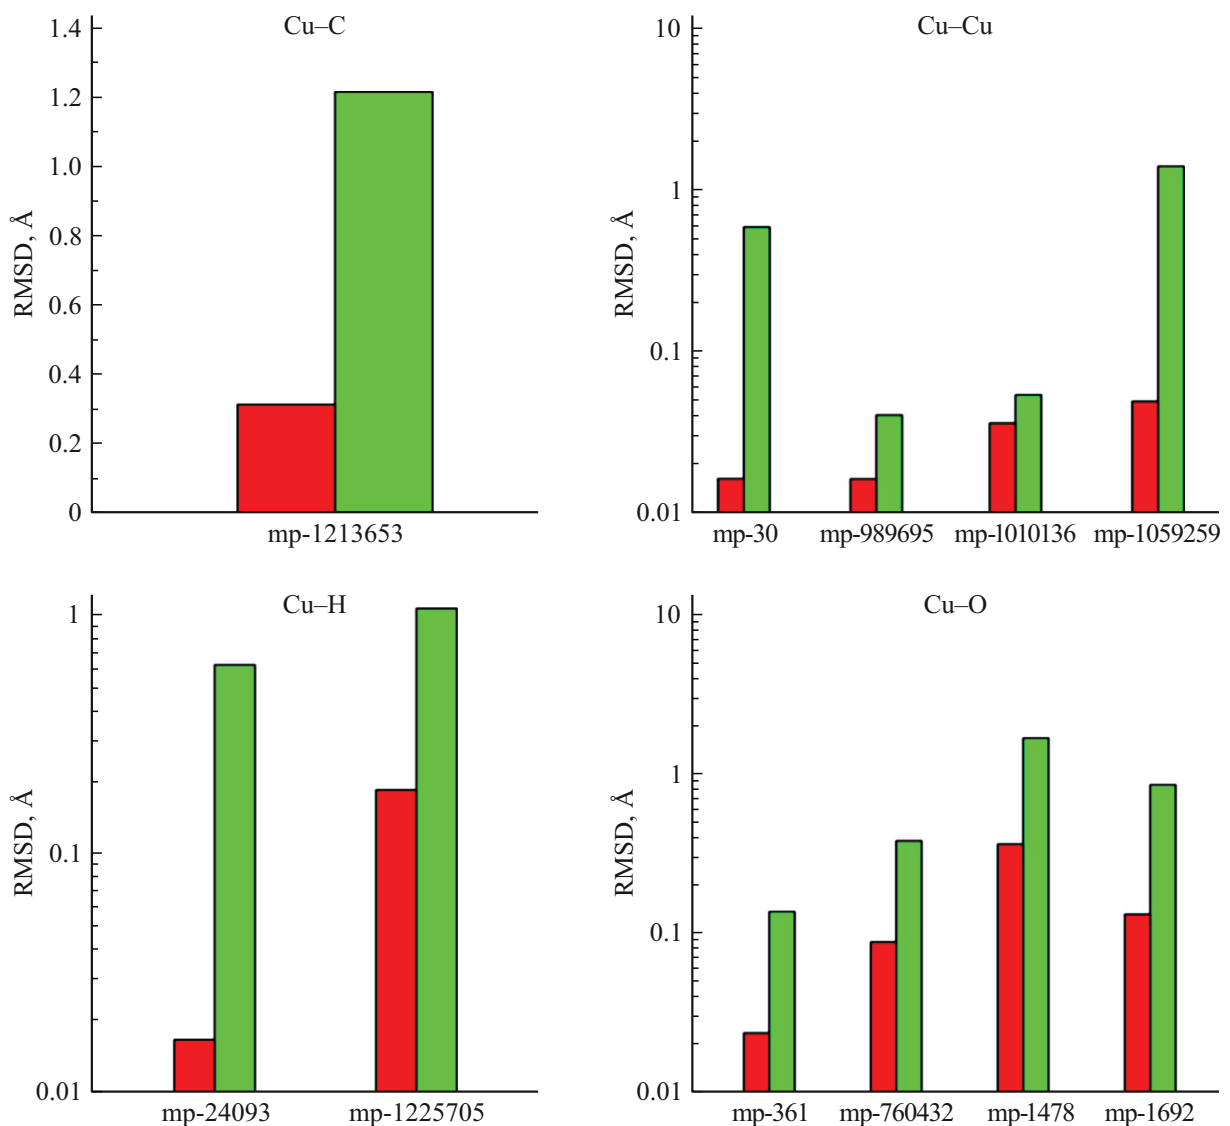 Cu–C
1.4
1.2
1.0
0.8
0.6
0.4
0.2
0
RMSD, Å
mp-1213653
Cu–Cu
10
1
0.1
0.01
RMSD, Å
mp-30 mp-989695 mp-1010136 mp-1059259
Cu–H
1
0.1
0.01
RMSD, Å
mp-24093 mp-1225705
Cu–O
10
1
0.1
0.01
RMSD, Å
mp-361 mp-760432 mp-1478 mp-1692